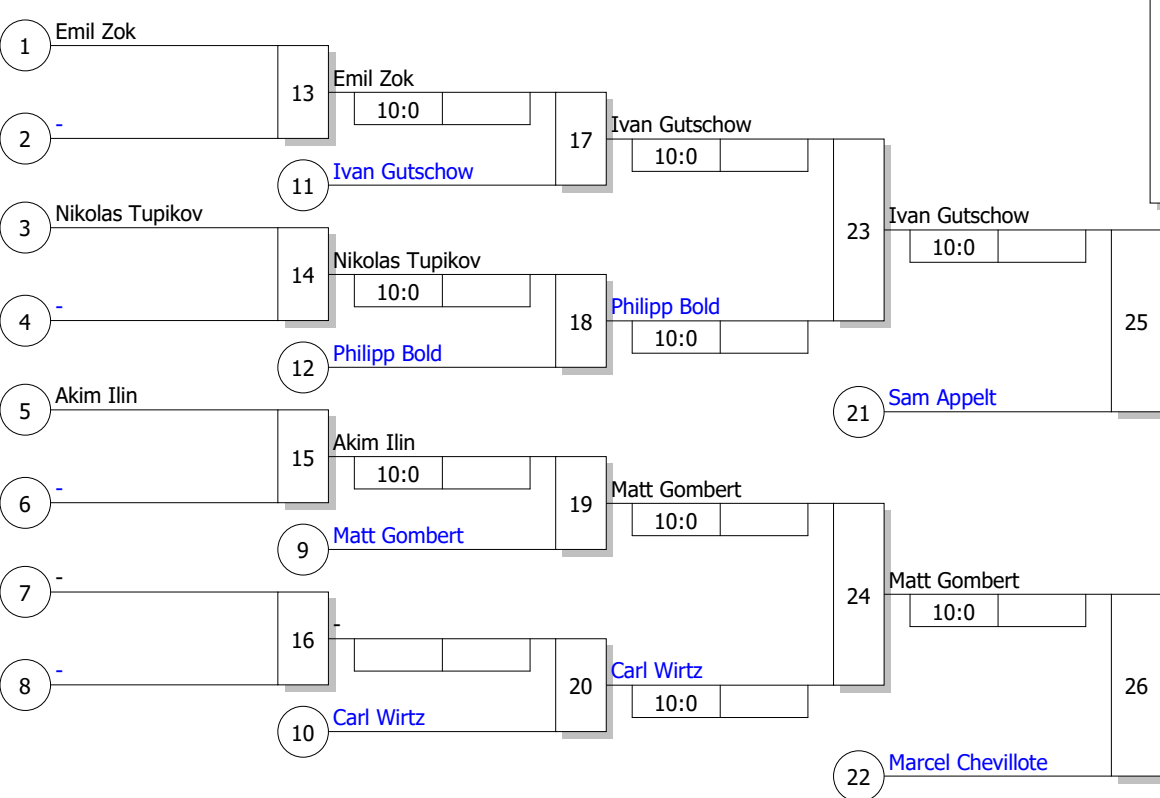 1 Emil Zok
2 -
13 Emil Zok
10:0
11 Ivan Gutschow
17 Ivan Gutschow
10:0
3 Nikolas Tupikov
4 -
14 Nikolas Tupikov
10:0
12 Philipp Bold
18 Philipp Bold
10:0
23 Ivan Gutschow
10:0
21 Sam Appelt
25
5 Akim Ilin
6 -
15 Akim Ilin
10:0
9 Matt Gombert
19 Matt Gombert
10:0
7 -
8 -
16 -
10 Carl Wirtz
20 Carl Wirtz
10:0
24 Matt Gombert
10:0
22 Marcel Chevillote
26